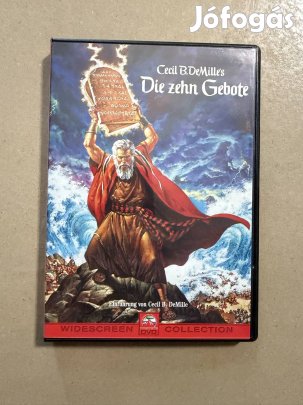 Jófogás
Cecil B. DeMille's
Die zehn Gebote
Einführung von Cecil B. DeMille
WIDESCREEN DVD COLLECTION